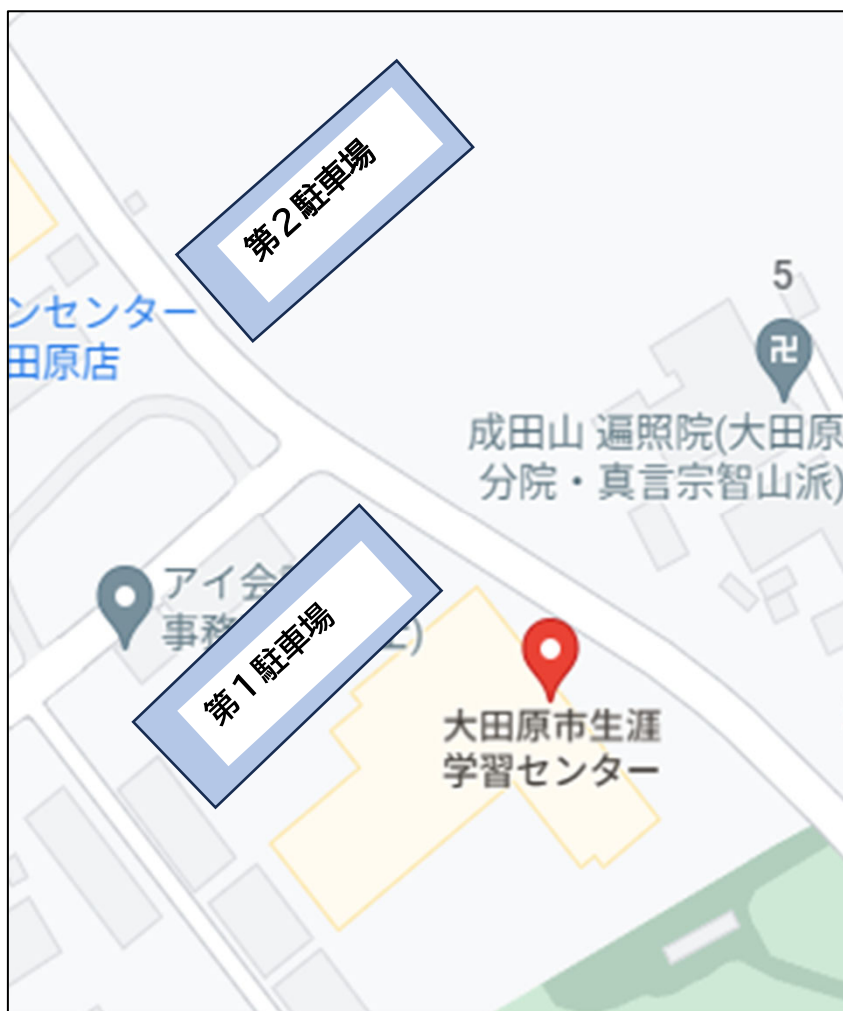 第2駐車場
5
ンセンター
田原店
成田山 遍照院(大田原
分院・真言宗智山派)
アイ会
事務
第1駐車場
大田原市生涯
学習センター